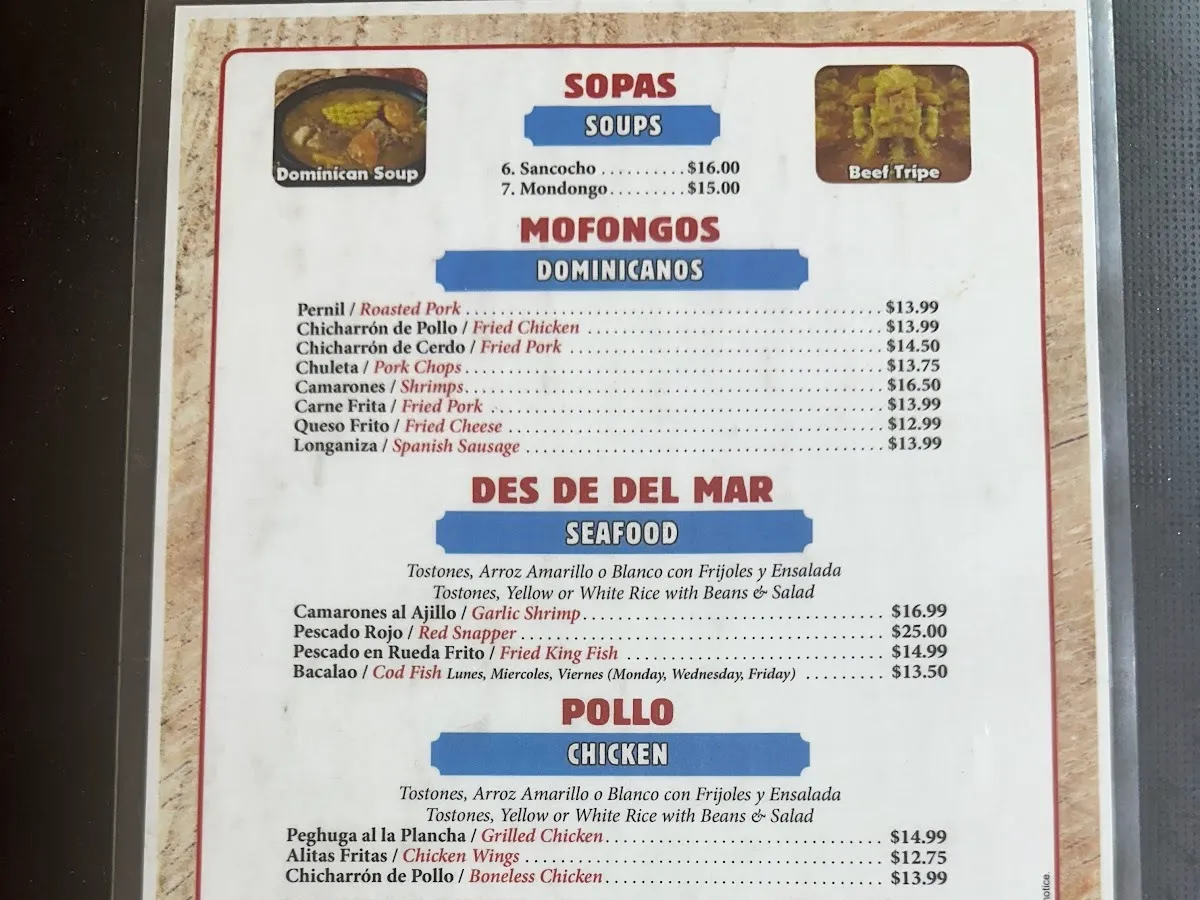 SOPAS
SOUPS
Dominican Soup
Beef Tripe
6. Sancocho .......... $16.00
7. Mondongo.......... $15.00
MOFONGOS
DOMINICANOS
Pernil / Roasted Pork .......... $13.99
Chicharrón de Pollo / Fried Chicken .......... $13.99
Chicharrón de Cerdo / Fried Pork .......... $14.50
Chuleta / Pork Chops .......... $13.75
Camarones / Shrimps.......... $16.50
Carne Frita / Fried Pork .......... $13.99
Queso Frito / Fried Cheese .......... $12.99
Longaniza / Spanish Sausage .......... $13.99
DES DE DEL MAR
SEAFOOD
Tostones, Arroz Amarillo o Blanco con Frijoles y Ensalada
Tostones, Yellow or White Rice with Beans & Salad
Camarones al Ajillo / Garlic Shrimp.......... $16.99
Pescado Rojo / Red Snapper .......... $25.00
Pescado en Rueda Frito / Fried King Fish .......... $14.99
Bacalao / Cod Fish Lunes, Miercoles, Viernes (Monday, Wednesday, Friday) .......... $13.50
POLLO
CHICKEN
Tostones, Arroz Amarillo o Blanco con Frijoles y Ensalada
Tostones, Yellow or White Rice with Beans & Salad
Peghuga al la Plancha / Grilled Chicken.......... $14.99
Alitas Fritas / Chicken Wings .......... $12.75
Chicharrón de Pollo / Boneless Chicken.......... $13.99